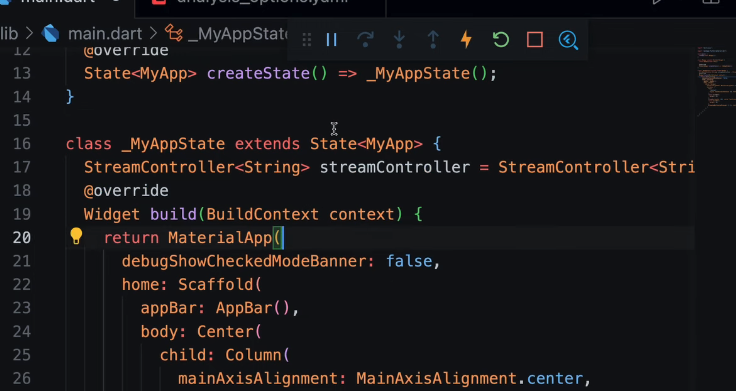 main.dart
analysis_options.yaml
lib > main.dart > _MyAppState
12 @override
13 State<MyApp> createState() => _MyAppState();
14 }
15
16 class _MyAppState extends State<MyApp> {
17 StreamController<String> streamController = StreamController<Stri
18 @override
19 Widget build(BuildContext context) {
20 return MaterialApp(
21 debugShowCheckedModeBanner: false,
22 home: Scaffold(
23 appBar: AppBar(),
24 body: Center(
25 child: Column(
26 mainAxisAlignment: MainAxisAlignment.center,